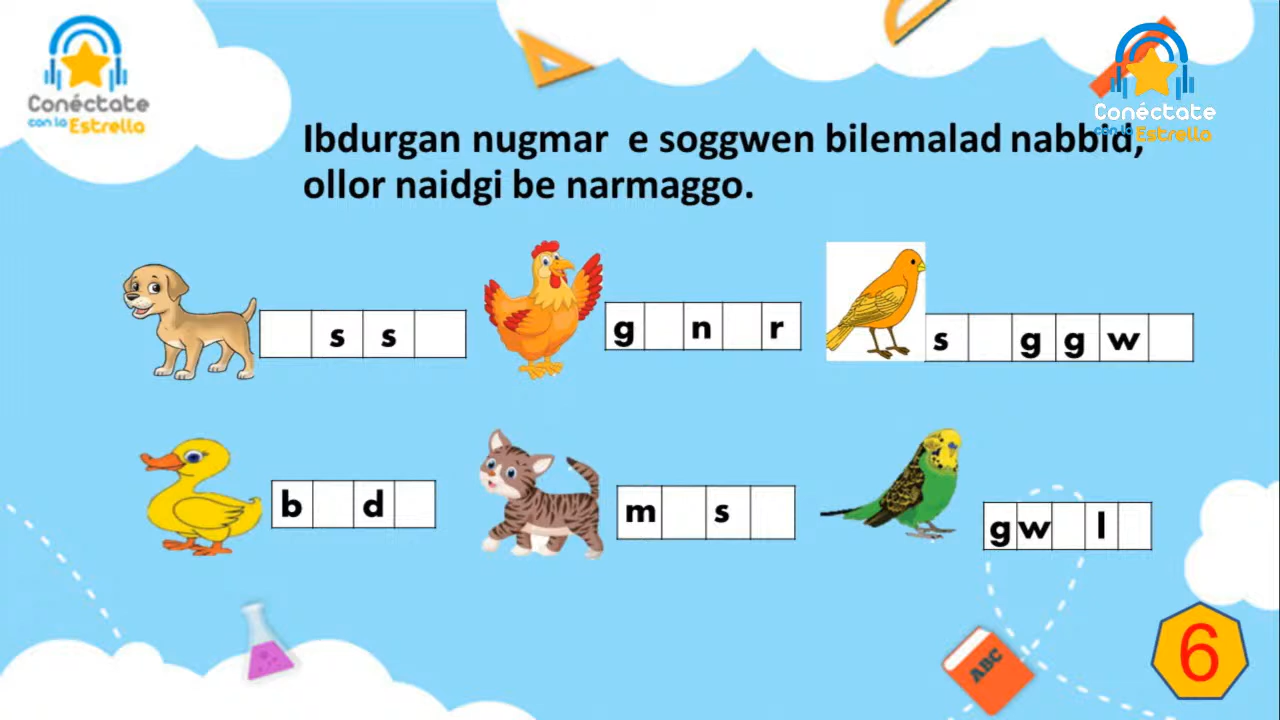 Conéctate
con la Estrella
Conéctate
con la Estrella
Ibdurgan nugmar e soggwen bilemalad nabbid,
ollor naidgi be narmaggo.
s s
g n r
s g g w
b d
m s
g w l
ABC
6